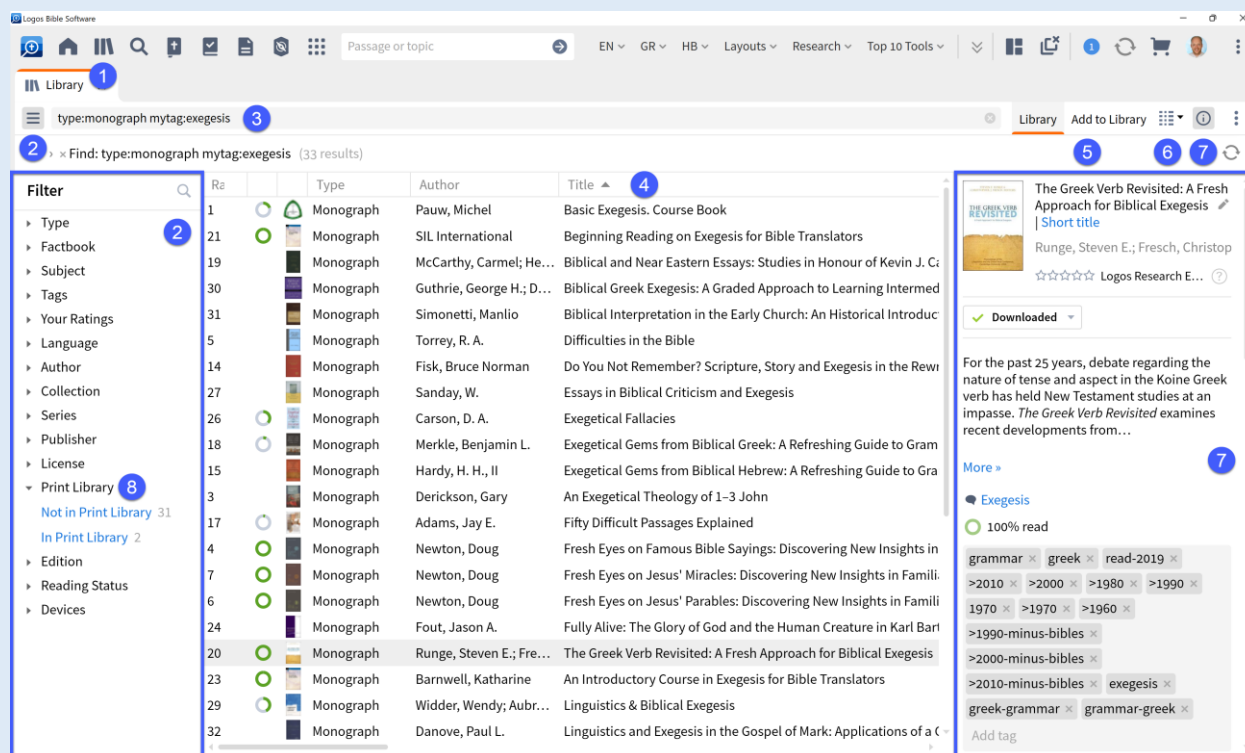 Logos Bible Software
Passage or topic EN GR HB Layouts Research Top 10 Tools 1
Library 1
type:monograph mytag:exegesis 3 Library Add to Library
2 › × Find: type:monograph mytag:exegesis (33 results) 5 6 7
Filter
2
Type
Factbook
Subject
Tags
Your Ratings
Language
Author
Collection
Series
Publisher
License
Print Library 8
Not in Print Library 31
In Print Library 2
Edition
Reading Status
Devices
Ra Type Author Title 4
1 Monograph Pauw, Michel Basic Exegesis. Course Book
21 Monograph SIL International Beginning Reading on Exegesis for Bible Translators
19 Monograph McCarthy, Carmel; He... Biblical and Near Eastern Essays: Studies in Honour of Kevin J. Ca
30 Monograph Guthrie, George H.; D... Biblical Greek Exegesis: A Graded Approach to Learning Intermed
31 Monograph Simonetti, Manlio Biblical Interpretation in the Early Church: An Historical Introduc
5 Monograph Torrey, R. A. Difficulties in the Bible
14 Monograph Fisk, Bruce Norman Do You Not Remember? Scripture, Story and Exegesis in the Rewr
27 Monograph Sanday, W. Essays in Biblical Criticism and Exegesis
26 Monograph Carson, D. A. Exegetical Fallacies
18 Monograph Merkle, Benjamin L. Exegetical Gems from Biblical Greek: A Refreshing Guide to Gram
15 Monograph Hardy, H. H., II Exegetical Gems from Biblical Hebrew: A Refreshing Guide to Gra
3 Monograph Derickson, Gary An Exegetical Theology of 1–3 John
17 Monograph Adams, Jay E. Fifty Difficult Passages Explained
4 Monograph Newton, Doug Fresh Eyes on Famous Bible Sayings: Discovering New Insights in
7 Monograph Newton, Doug Fresh Eyes on Jesus' Miracles: Discovering New Insights in Famili
6 Monograph Newton, Doug Fresh Eyes on Jesus' Parables: Discovering New Insights in Famili
24 Monograph Fout, Jason A. Fully Alive: The Glory of God and the Human Creature in Karl Bart
20 Monograph Runge, Steven E.; Fre... The Greek Verb Revisited: A Fresh Approach for Biblical Exegesis
23 Monograph Barnwell, Katharine An Introductory Course in Exegesis for Bible Translators
29 Monograph Widder, Wendy; Aubr... Linguistics & Biblical Exegesis
32 Monograph Danove, Paul L. Linguistics and Exegesis in the Gospel of Mark: Applications of a C
THE GREEK VERB
REVISITED
The Greek Verb Revisited: A Fresh
Approach for Biblical Exegesis
| Short title
Runge, Steven E.; Fresch, Christop
Logos Research E... ?
Downloaded
For the past 25 years, debate regarding the
nature of tense and aspect in the Koine Greek
verb has held New Testament studies at an
impasse. The Greek Verb Revisited examines
recent developments from...
More » 7
Exegesis
100% read
grammar × greek × read-2019 ×
>2010 × >2000 × >1980 × >1990 ×
1970 × >1970 × >1960 ×
>1990-minus-bibles ×
>2000-minus-bibles ×
>2010-minus-bibles × exegesis ×
greek-grammar × grammar-greek ×
Add tag